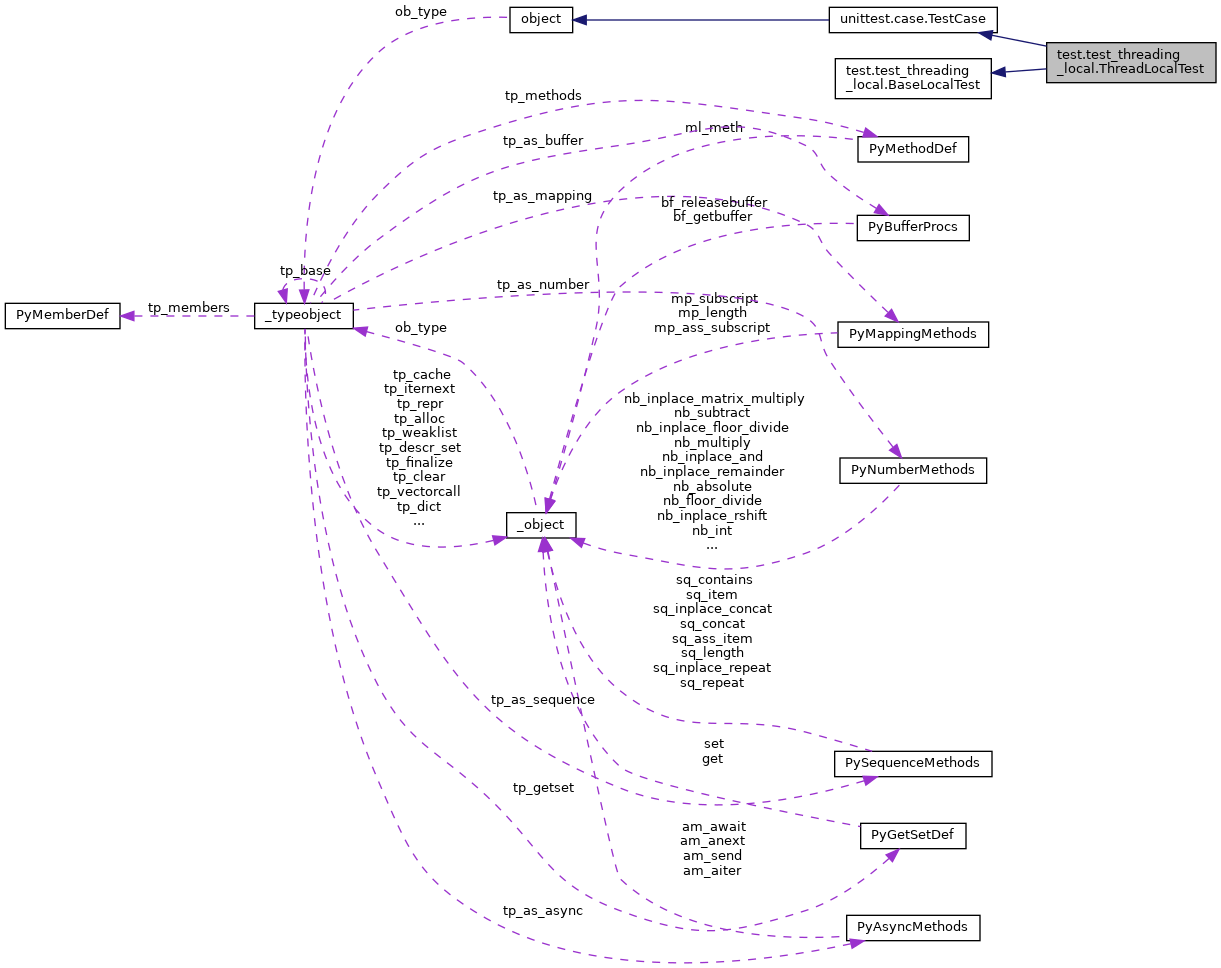 ob_type
object
unittest.case.TestCase
test.test_threading
_local.ThreadLocalTest
test.test_threading
_local.BaseLocalTest
tp_methods
ml_meth
tp_as_buffer
PyMethodDef
tp_as_mapping
bf_releasebuffer
bf_getbuffer
PyBufferProcs
tp_base
tp_as_number
mp_subscript
mp_length
mp_ass_subscript
PyMemberDef
tp_members
_typeobject
ob_type
PyMappingMethods
tp_cache
tp_iternext
tp_repr
tp_alloc
tp_weaklist
tp_descr_set
tp_finalize
tp_clear
tp_vectorcall
tp_dict
...
nb_inplace_matrix_multiply
nb_subtract
nb_inplace_floor_divide
nb_multiply
nb_inplace_and
nb_inplace_remainder
nb_absolute
nb_floor_divide
nb_inplace_rshift
nb_int
...
PyNumberMethods
_object
sq_contains
sq_item
sq_inplace_concat
sq_concat
sq_ass_item
sq_length
sq_inplace_repeat
sq_repeat
tp_as_sequence
set
get
PySequenceMethods
tp_getset
am_await
am_anext
am_send
am_aiter
PyGetSetDef
tp_as_async
PyAsyncMethods